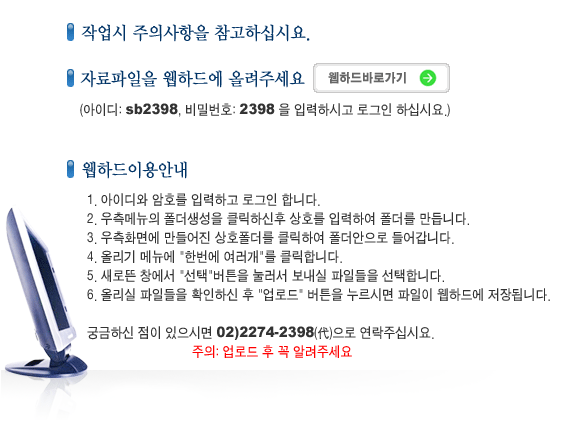 작업시 주의사항을 참고하십시요.
자료파일을 웹하드에 올려주세요 웹하드바로가기
(아이디: sb2398, 비밀번호: 2398 을 입력하시고 로그인 하십시요.)
웹하드이용안내
1. 아이디와 암호를 입력하고 로그인 합니다.
2. 우측메뉴의 폴더생성을 클릭하신후 상호를 입력하여 폴더를 만듭니다.
3. 우측화면에 만들어진 상호폴더를 클릭하여 폴더안으로 들어갑니다.
4. 올리기 메뉴에 "한번에 여러개"를 클릭합니다.
5. 새로뜬 창에서 "선택"버튼을 눌러서 보내실 파일들을 선택합니다.
6. 올리실 파일들을 확인하신 후 "업로드" 버튼을 누르시면 파일이 웹하드에 저장됩니다.
궁금하신 점이 있으시면 02)2274-2398(代)으로 연락주십시요.
주의: 업로드 후 꼭 알려주세요